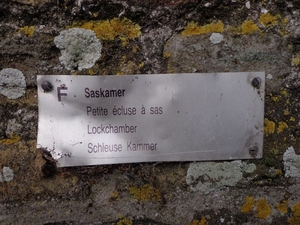 F Saskamer
Petite écluse à sas
Lockchamber
Schleuse Kammer